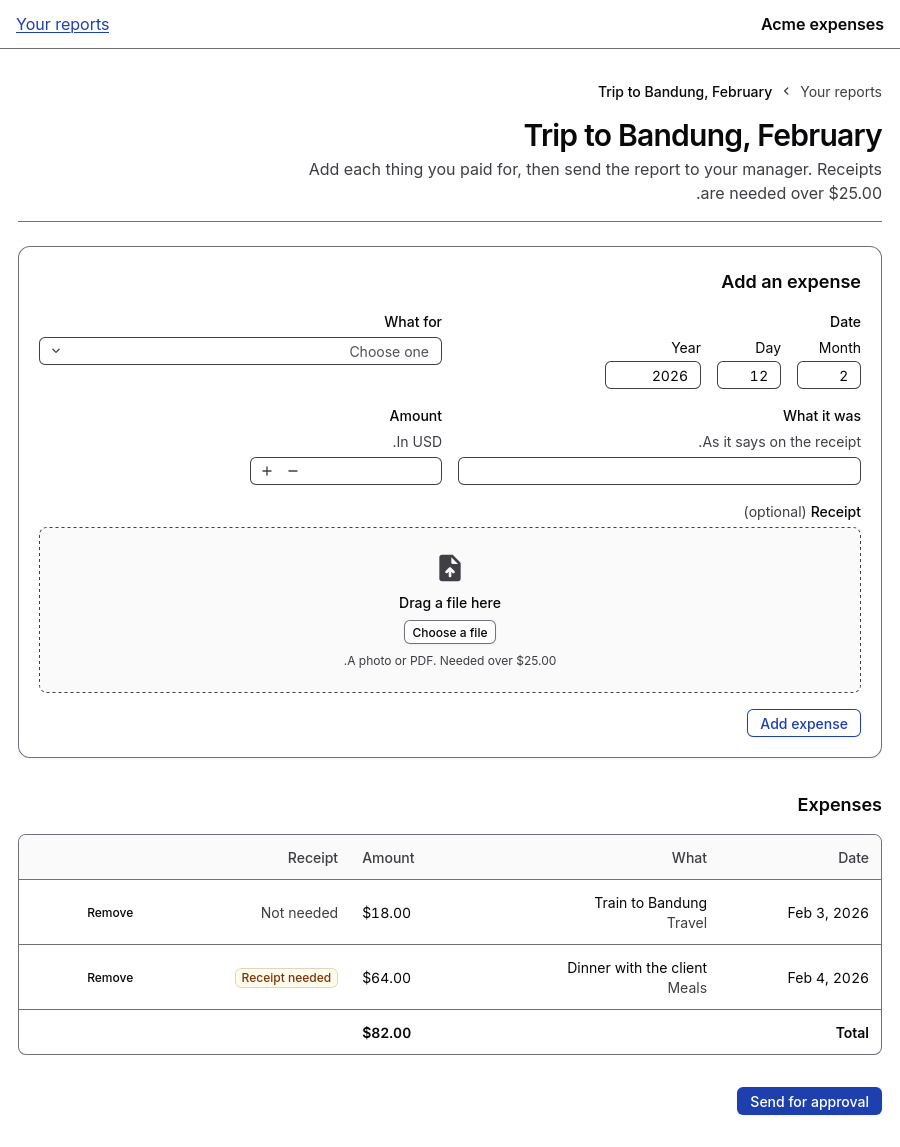 Acme expenses
Your reports
Your reports
Trip to Bandung, February
Trip to Bandung, February
Add each thing you paid for, then send the report to your manager. Receipts
.are needed over $25.00
Add an expense
Date
Month
Day
Year
2
12
2026
What for
Choose one
What it was
.As it says on the receipt
Amount
.In USD
Receipt (optional)
Drag a file here
Choose a file
.A photo or PDF. Needed over $25.00
Add expense
Expenses
Date
What
Amount
Receipt
Feb 3, 2026
Train to Bandung
Travel
$18.00
Not needed
Remove
Feb 4, 2026
Dinner with the client
Meals
$64.00
Receipt needed
Remove
Total
$82.00
Send for approval